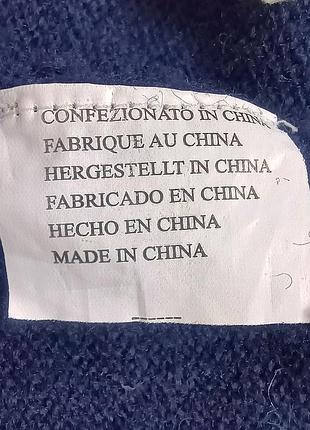 CONFEZIONATO IN CHINA
FABRIQUE AU CHINA
HERGESTELLT IN CHINA
FABRICADO EN CHINA
HECHO EN CHINA
MADE IN CHINA